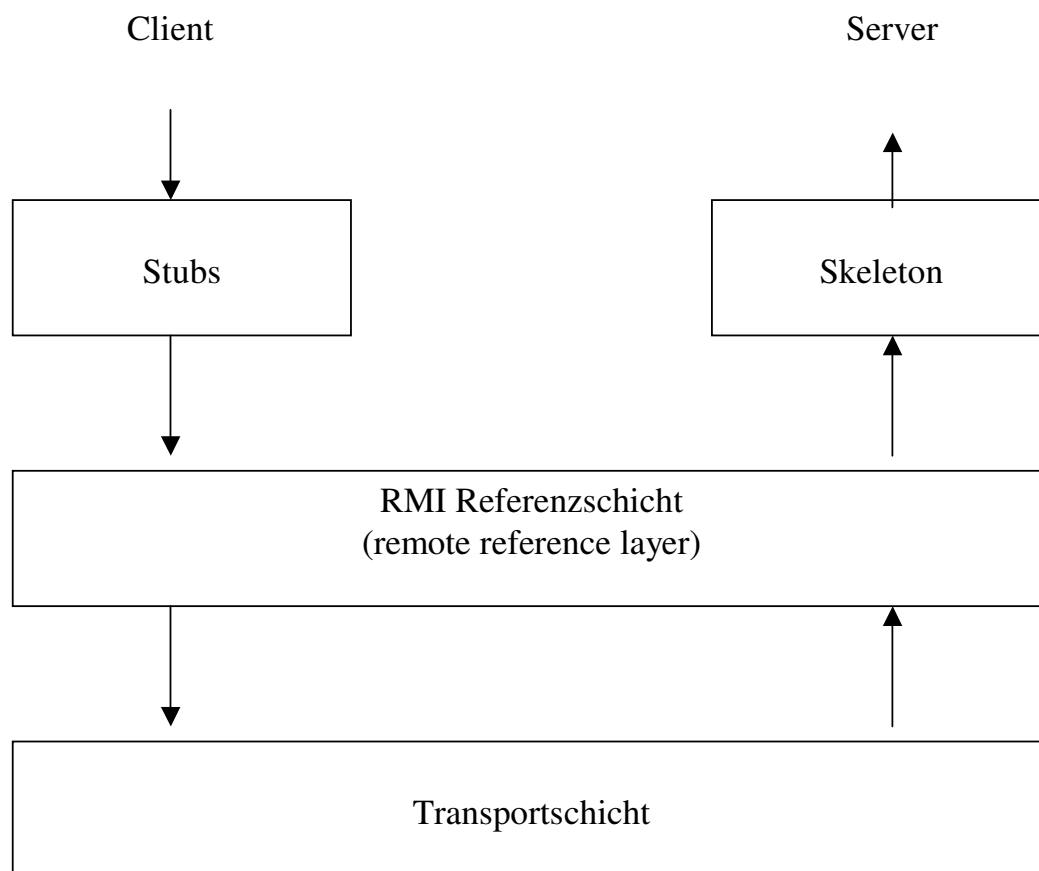 Client
Server
Stubs
Skeleton
RMI Referenzschicht
(remote reference layer)
Transportschicht